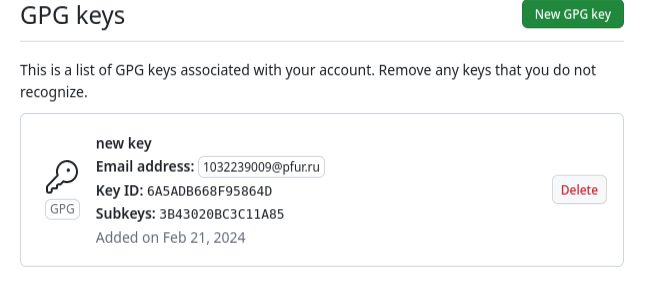 GPG keys
New GPG key
This is a list of GPG keys associated with your account. Remove any keys that you do not
recognize.
new key
Email address: 1032239009@pfur.ru
Key ID: 6A5ADB668F95864D
GPG
Delete
Subkeys: 3B43020BC3C11A85
Added on Feb 21, 2024